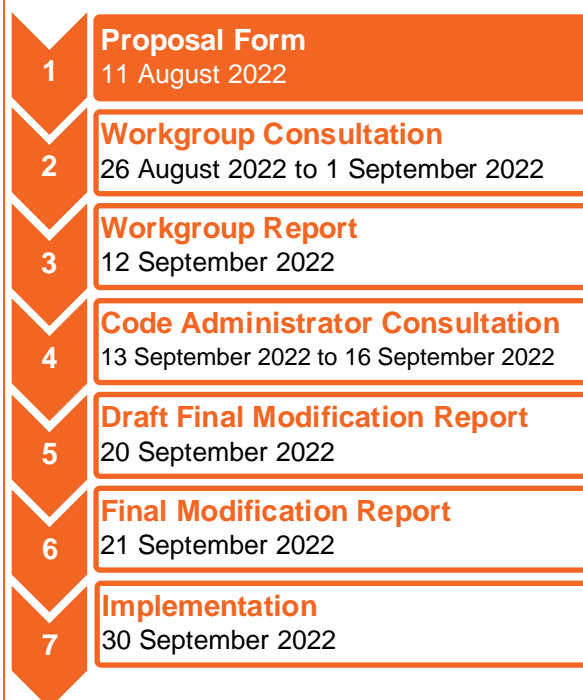 1
Proposal Form
11 August 2022
2
Workgroup Consultation
26 August 2022 to 1 September 2022
3
Workgroup Report
12 September 2022
4
Code Administrator Consultation
13 September 2022 to 16 September 2022
5
Draft Final Modification Report
20 September 2022
6
Final Modification Report
21 September 2022
7
Implementation
30 September 2022